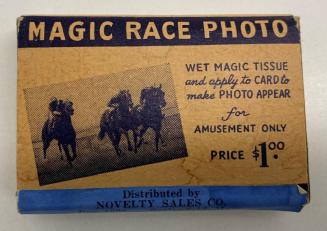 MAGIC RACE PHOTO
WET MAGIC TISSUE
and apply to CARD to
make PHOTO APPEAR
for
AMUSEMENT ONLY
PRICE $1.00
Distributed by
NOVELTY SALES CO.